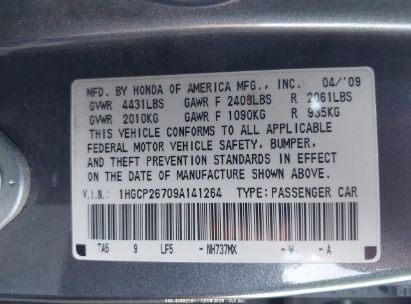 MFD. BY HONDA OF AMERICA MFG., INC. 04/'09
GVWR 4431LBS GAWR F 2403LBS R 2061LBS
GVWR 2010KG GAWR F 1090KG R 935KG
THIS VEHICLE CONFORMS TO ALL APPLICABLE
FEDERAL MOTOR VEHICLE SAFETY, BUMPER,
AND THEFT PREVENTION STANDARDS IN EFFECT
ON THE DATE OF MANUFACTURE SHOWN ABOVE.
V.I.N.: 1HGCP26709A141264 TYPE: PASSENGER CAR
TA5 9 LF5 -NH737MX -W -A